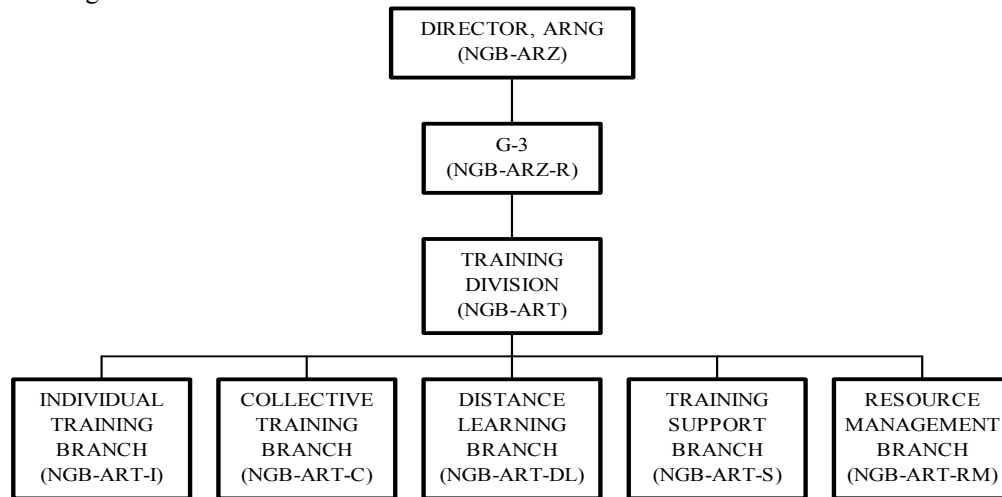 DIRECTOR, ARNG
(NGB-ARZ)
G-3
(NGB-ARZ-R)
TRAINING
DIVISION
(NGB-ART)
INDIVIDUAL
TRAINING
BRANCH
(NGB-ART-I)
COLLECTIVE
TRAINING
BRANCH
(NGB-ART-C)
DISTANCE
LEARNING
BRANCH
(NGB-ART-DL)
TRAINING
SUPPORT
BRANCH
(NGB-ART-S)
RESOURCE
MANAGEMENT
BRANCH
(NGB-ART-RM)